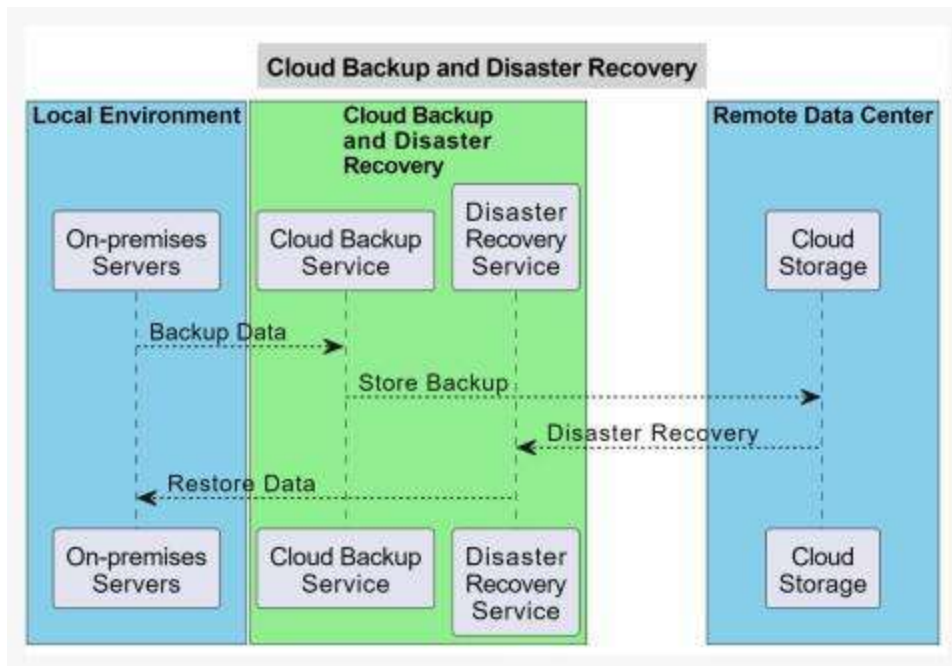 Cloud Backup and Disaster Recovery
Local Environment
Cloud Backup
and Disaster
Recovery
Remote Data Center
On-premises
Servers
Cloud Backup
Service
Disaster
Recovery
Service
Cloud
Storage
Backup Data
Store Backup
Disaster Recovery
Restore Data
On-premises
Servers
Cloud Backup
Service
Disaster
Recovery
Service
Cloud
Storage